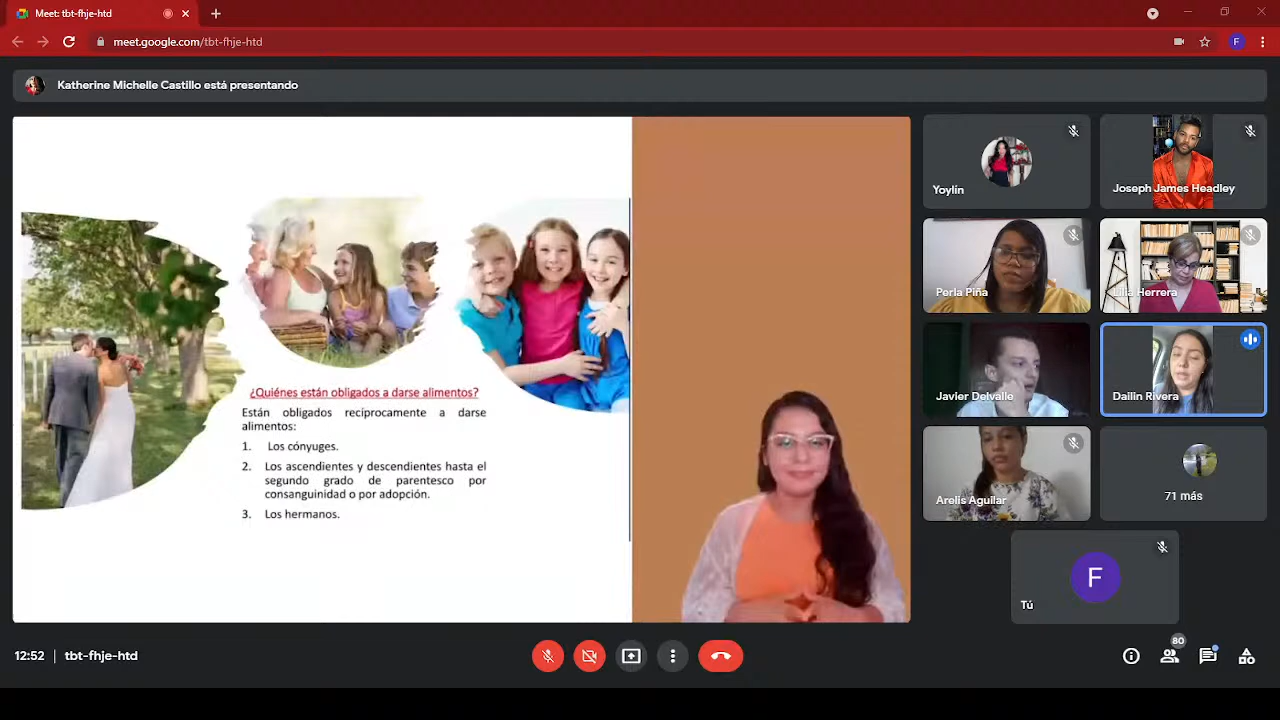 Meet: tbt-fhje-htd
meet.google.com/tbt-fhje-htd
F
Katherine Michelle Castillo está presentando
¿Quiénes están obligados a darse alimentos?
Están obligados reciprocamente a darse
alimentos:
1. Los cónyuges.
2. Los ascendientes y descendientes hasta el
segundo grado de parentesco por
consanguinidad o por adopción.
3. Los hermanos.
Yoylín
Joseph James Headley
Perla Piña
Lilia Herrera
Javier Delvalle
Dailin Rivera
Arelis Aguilar
71 más
F
Tú
12:52 | tbt-fhje-htd
80